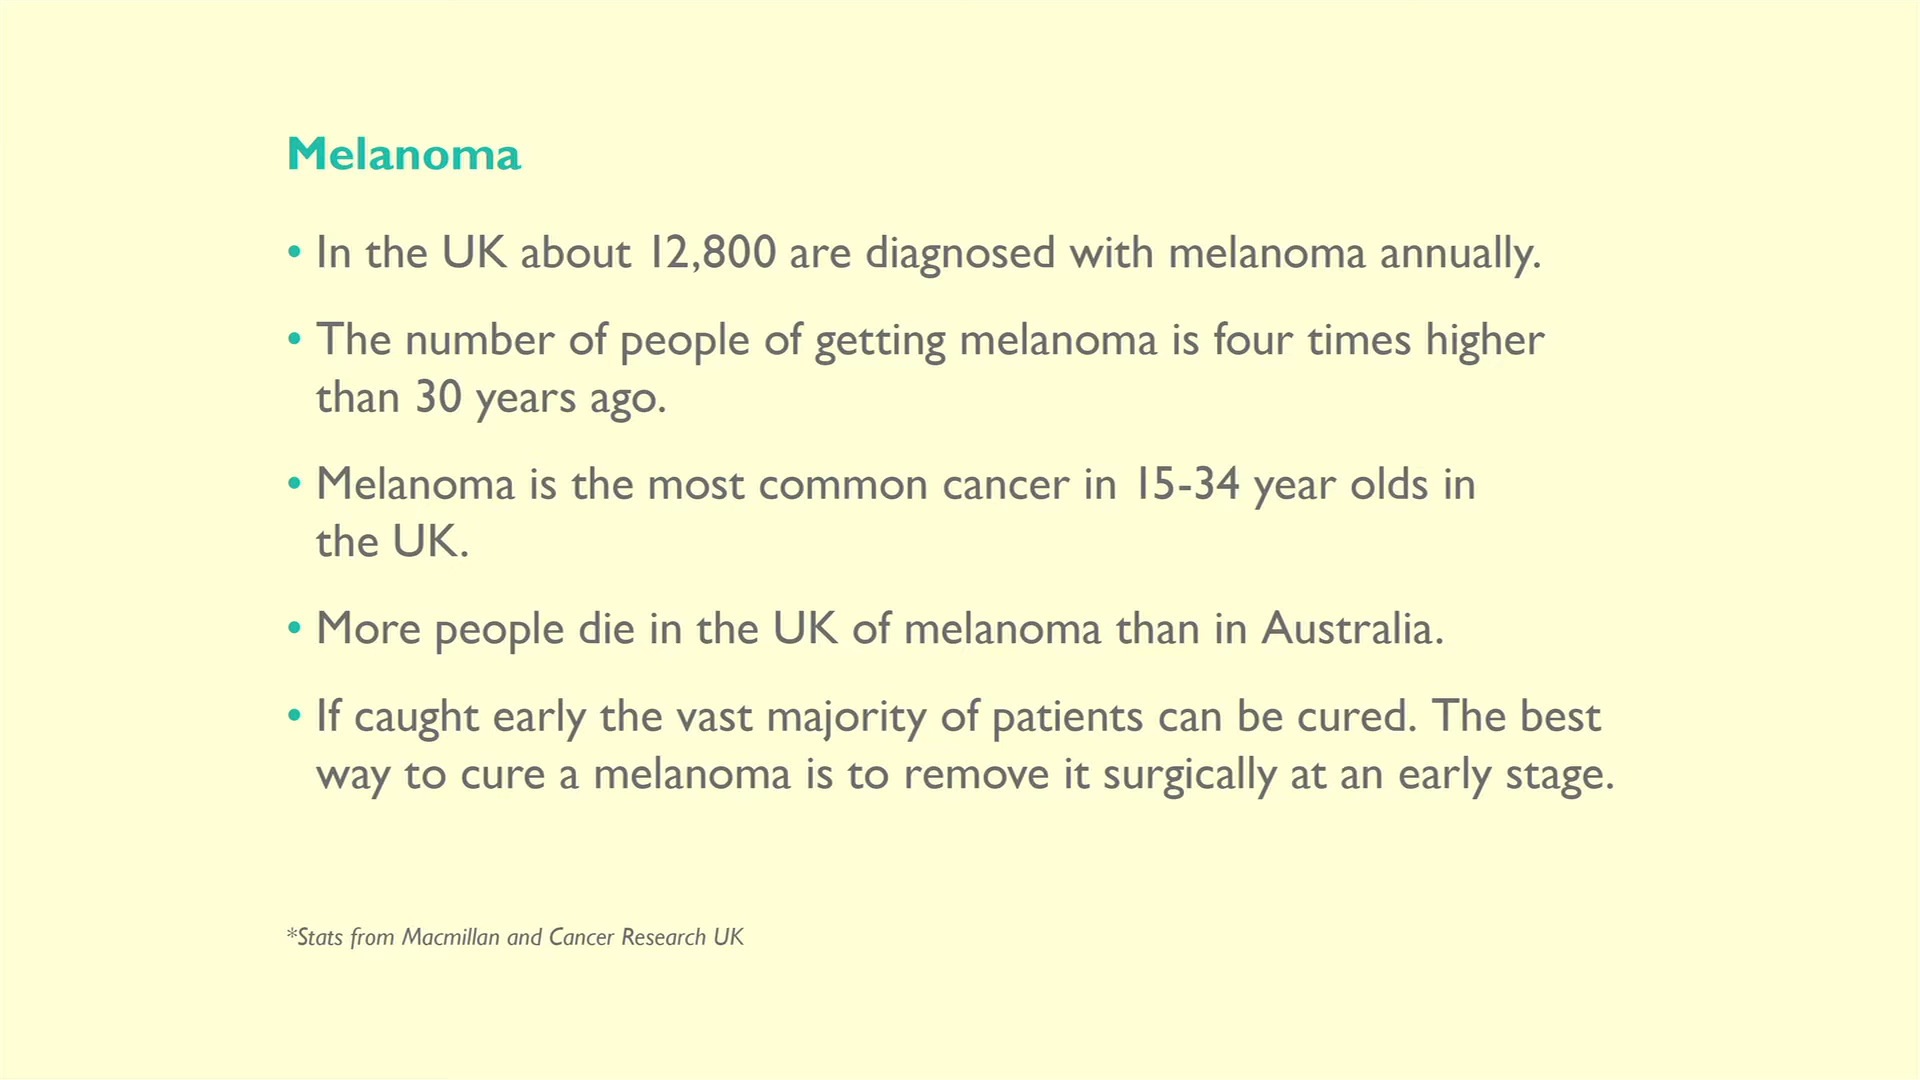 Melanoma
• In the UK about 12,800 are diagnosed with melanoma annually.
• The number of people of getting melanoma is four times higher
than 30 years ago.
• Melanoma is the most common cancer in 15-34 year olds in
the UK.
• More people die in the UK of melanoma than in Australia.
• If caught early the vast majority of patients can be cured. The best
way to cure a melanoma is to remove it surgically at an early stage.
*Stats from Macmillan and Cancer Research UK